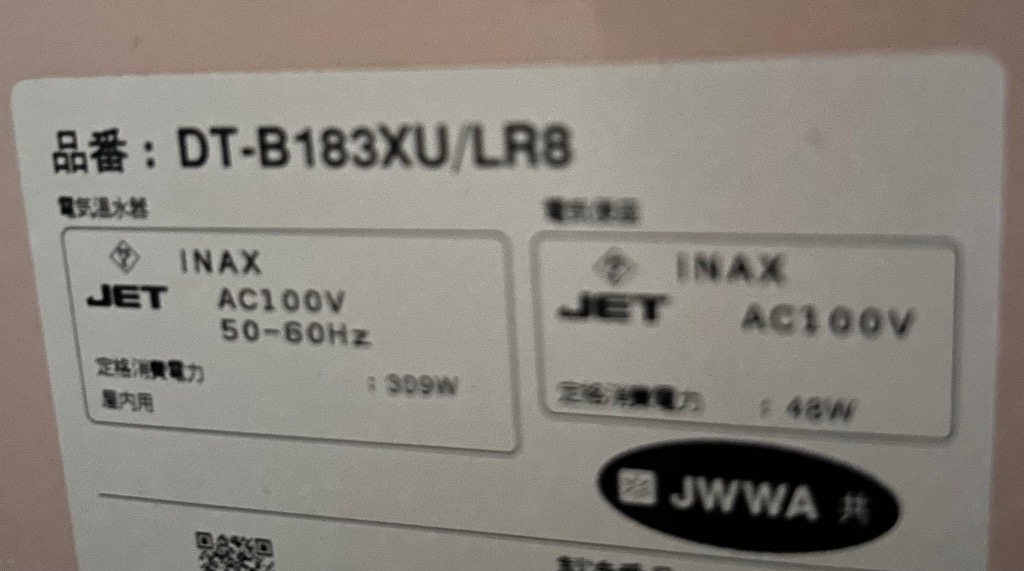 品番：DT-B183XU/LR8
電気温水器
INAX
JET
AC100V
50-60Hz
定格消費電力 : 309W
屋内用
電気便座
INAX
JET
AC100V
定格消費電力 : 48W
JWWA 共